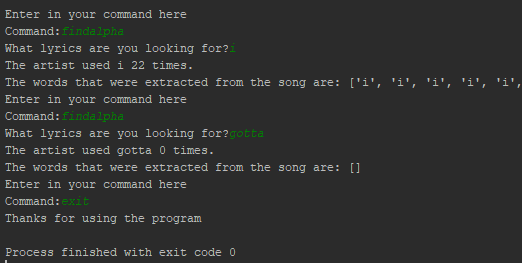 Enter in your command here
Command:findalpha
What lyrics are you looking for?i
The artist used i 22 times.
The words that were extracted from the song are: ['i', 'i', 'i', 'i', 'i',
Enter in your command here
Command:findalpha
What lyrics are you looking for?gotta
The artist used gotta 0 times.
The words that were extracted from the song are: []
Enter in your command here
Command:exit
Thanks for using the program
Process finished with exit code 0